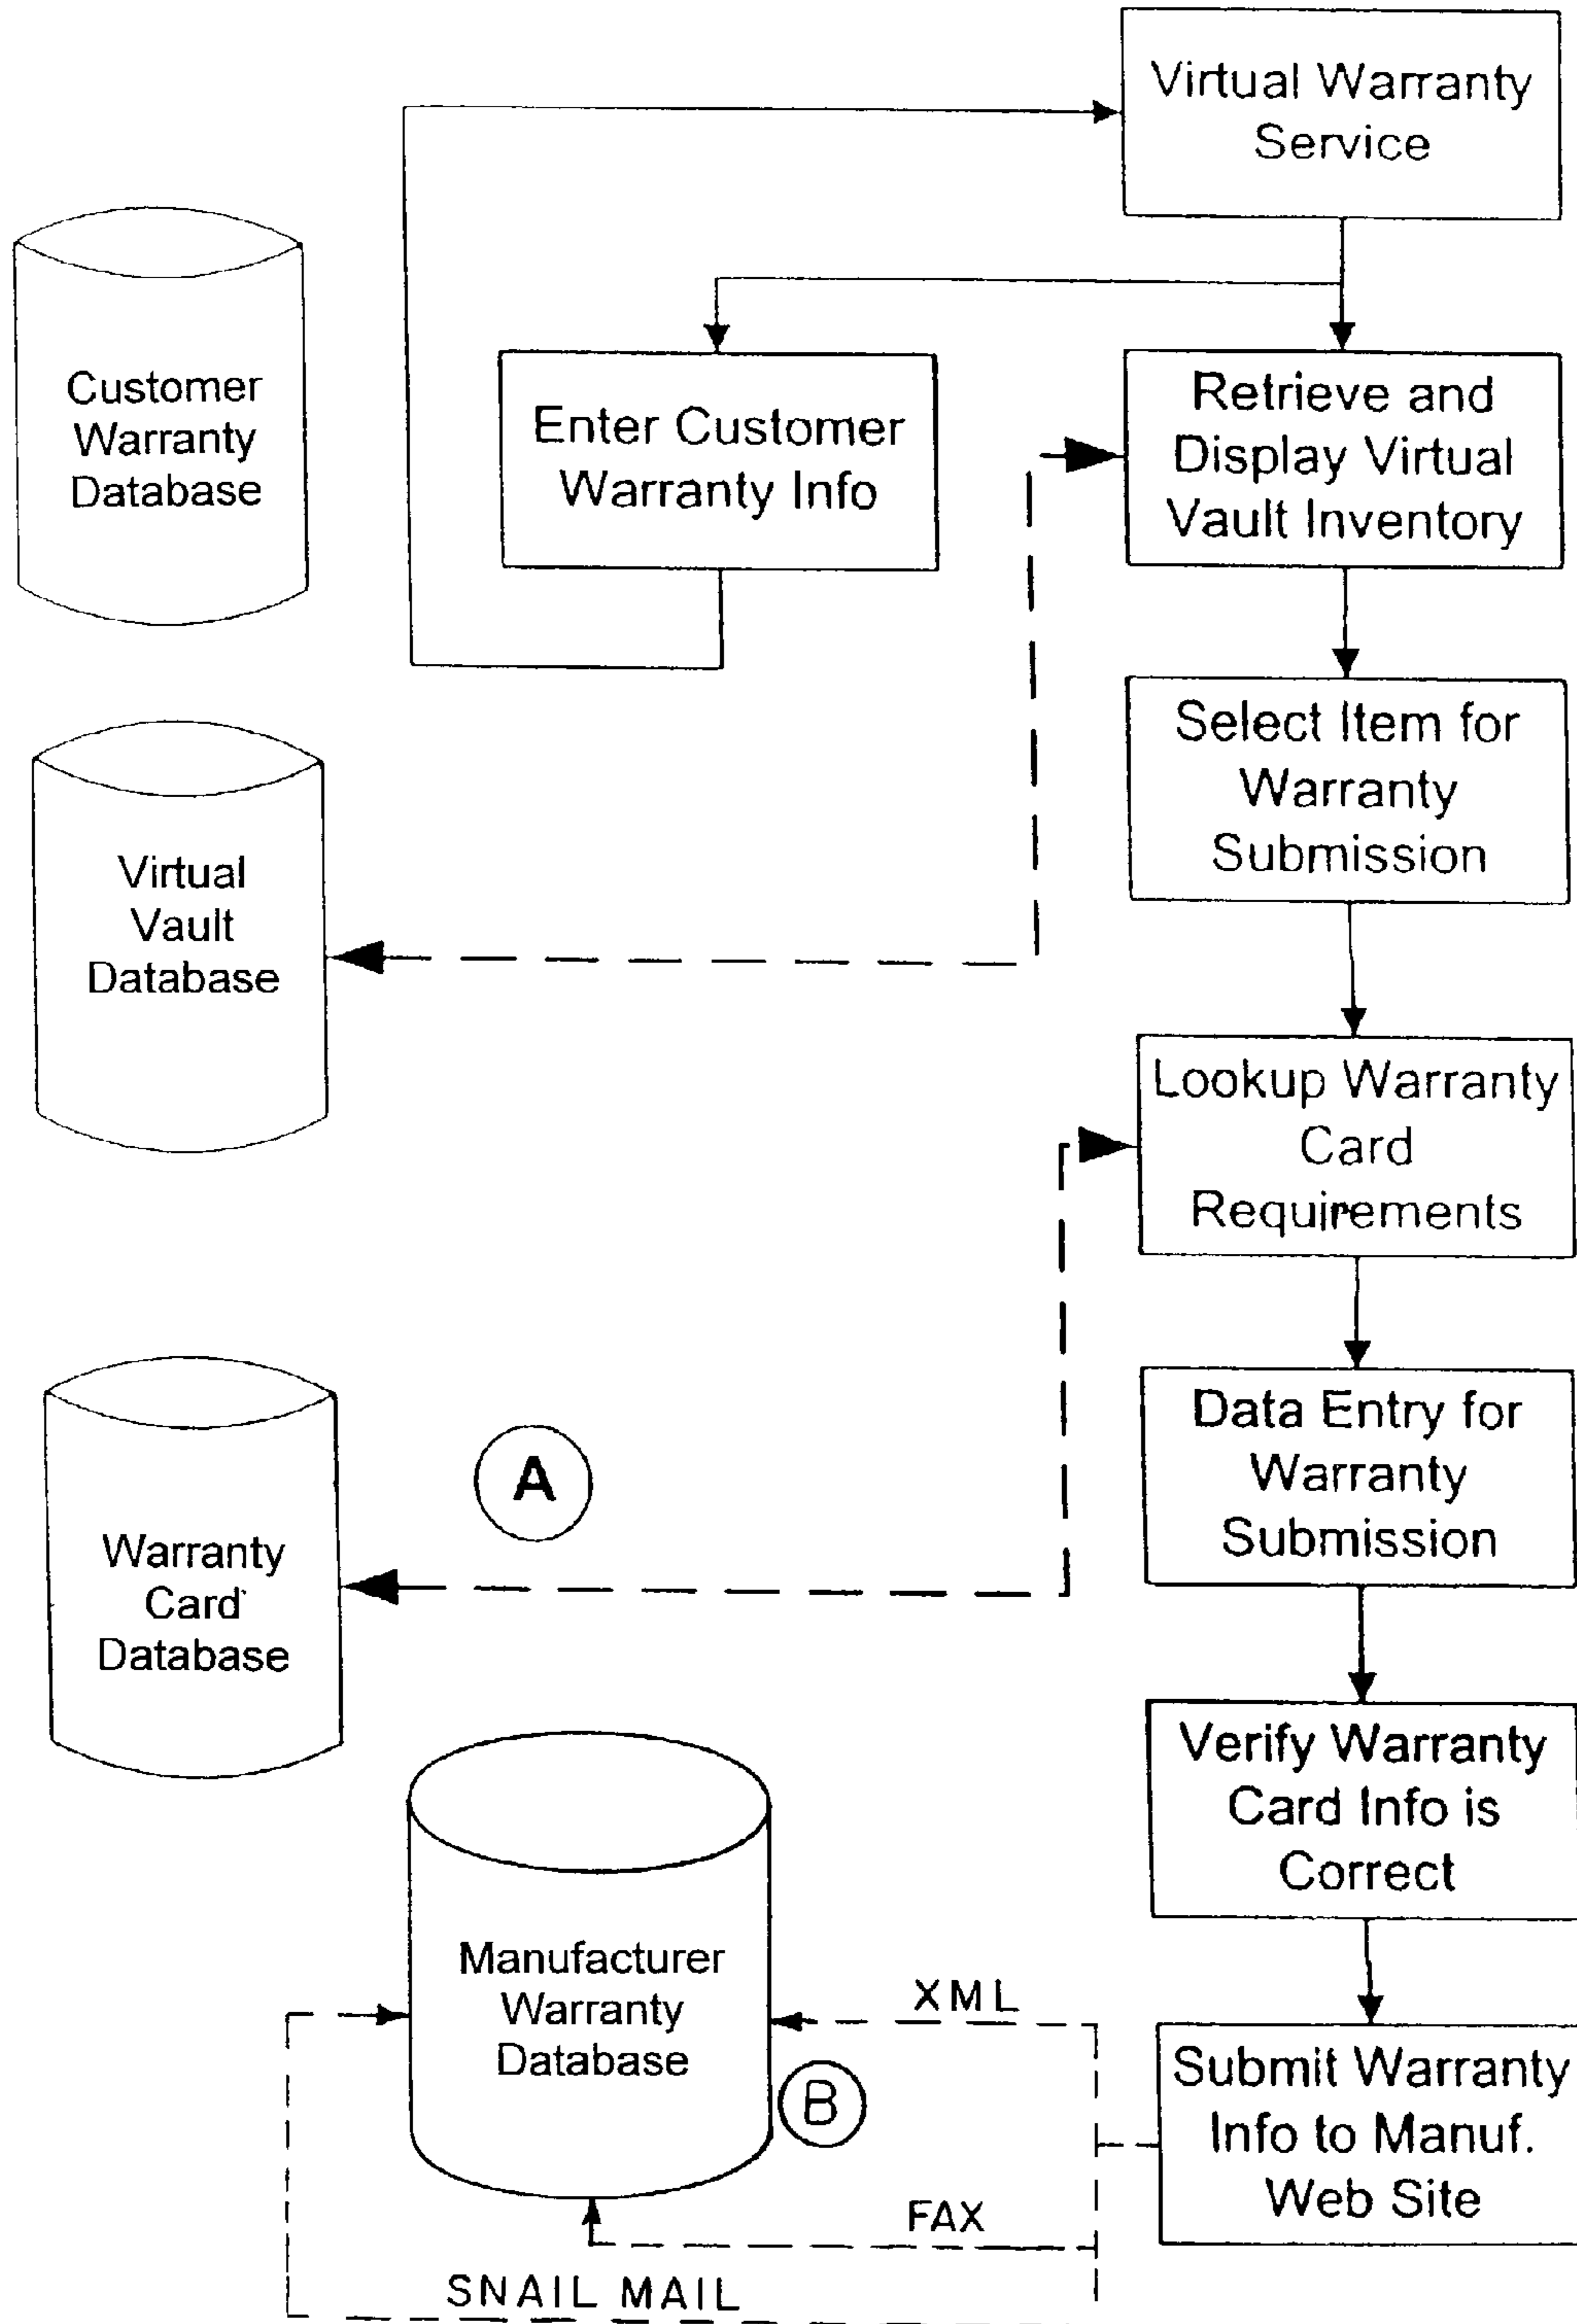 Virtual Warranty
Service
Customer
Warranty
Database
Enter Customer
Warranty Info
Retrieve and
Display Virtual
Vault Inventory
Select Item for
Warranty
Submission
Virtual
Vault
Database
Lookup Warranty
Card
Requirements
Data Entry for
Warranty
Submission
A
Warranty
Card
Database
Verify Warranty
Card Info is
Correct
Manufacturer
Warranty
Database
XML
B
Submit Warranty
Info to Manuf.
Web Site
FAX
SNAIL MAIL